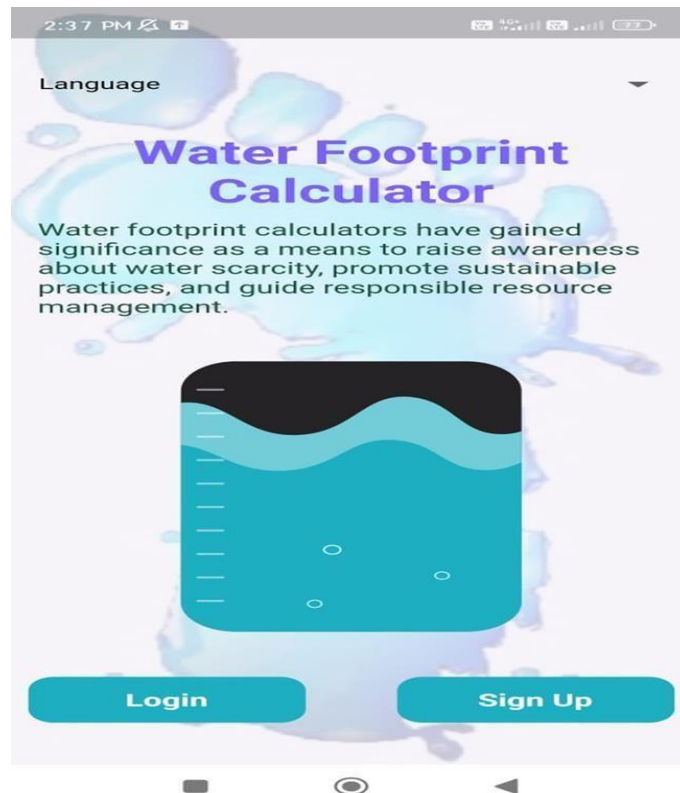 2:37 PM
Language
Water Footprint
Calculator
Water footprint calculators have gained
significance as a means to raise awareness
about water scarcity, promote sustainable
practices, and guide responsible resource
management.
Login
Sign Up